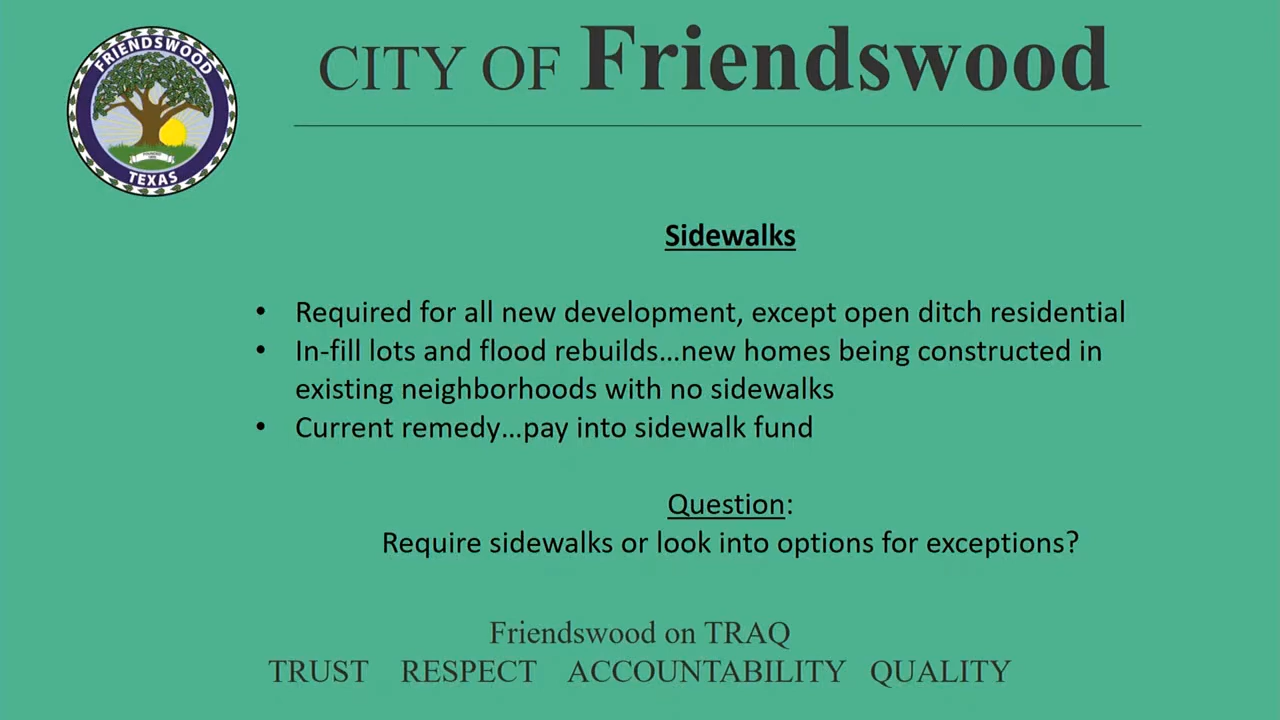 FRIENDSWOOD
TEXAS
CITY OF Friendswood
Sidewalks
• Required for all new development, except open ditch residential
• In-fill lots and flood rebuilds…new homes being constructed in
existing neighborhoods with no sidewalks
• Current remedy…pay into sidewalk fund
Question:
Require sidewalks or look into options for exceptions?
Friendswood on TRAQ
TRUST RESPECT ACCOUNTABILITY QUALITY